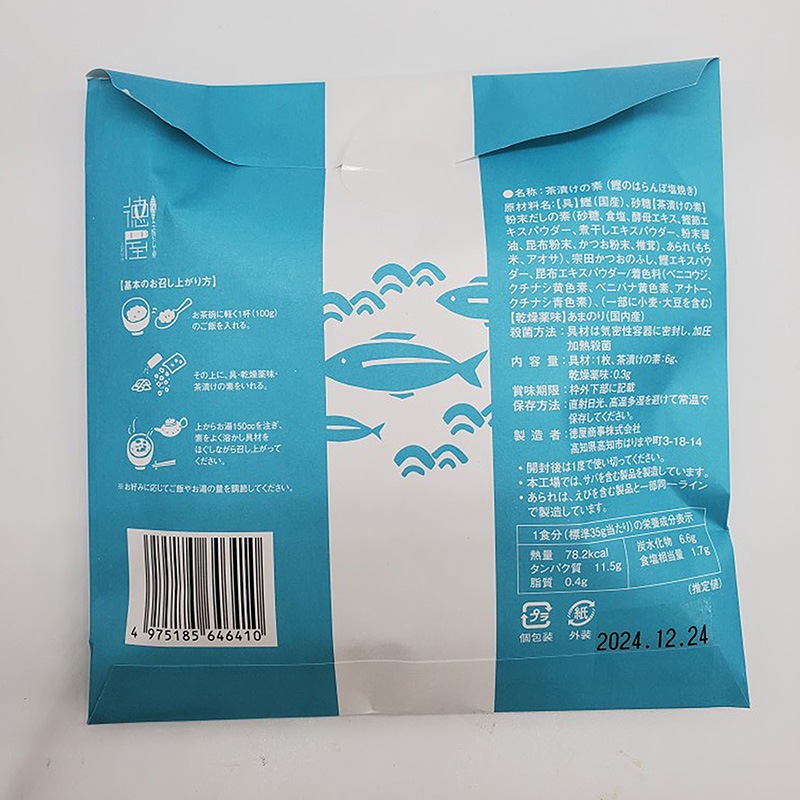 徳屋
【基本のお召し上がり方】
お茶碗に軽く1杯(100g)
のご飯を入れる。
その上に、具・乾燥薬味・
茶漬けの素をいれる。
上からお湯150ccを注ぎ、
素をよく溶かし具材を
ほぐしながら召し上がって
ください。
※お好みに応じてご飯やお湯の量を調節してください。
4 975185 646410
●名称:茶漬けの素(鰹のはらんぼ塩焼き)
原材料名:【具】鰹(国産)、砂糖【茶漬けの素】
粉末だしの素(砂糖、食塩、酵母エキス、鰹節エ
キスパウダー、煮干しエキスパウダー、粉末醤
油、昆布粉末、かつお粉末、椎茸)、あられ(もち
米、アオサ)、宗田かつおのふし、鰹エキスパウ
ダー、昆布エキスパウダー/着色料(ベニコウジ、
クチナシ黄色素、ベニバナ黄色素、アナトー、
クチナシ青色素)、(一部に小麦・大豆を含む)
【乾燥薬味】あまのり(国内産)
殺菌方法:具材は気密性容器に密封し、加圧
加熱殺菌
内容量:具材:1枚、茶漬けの素:6g、
乾燥薬味:0.3g
賞味期限:枠外下部に記載
保存方法:直射日光、高温多湿を避けて常温で
保存してください。
製造者:徳屋商事株式会社
高知県高知市はりまや町3-18-14
・開封後は1度で使い切ってください。
・本工場では、サバを含む製品を製造しています。
・あられは、えびを含む製品と一部同一ライン
で製造しています。
1食分(標準35g当たり)の栄養成分表示
熱量 78.2kcal 炭水化物 6.6g
タンパク質 11.5g 食塩相当量 1.7g
脂質 0.4g
(推定値)
プラ 紙
個包装 外装 2024.12.24